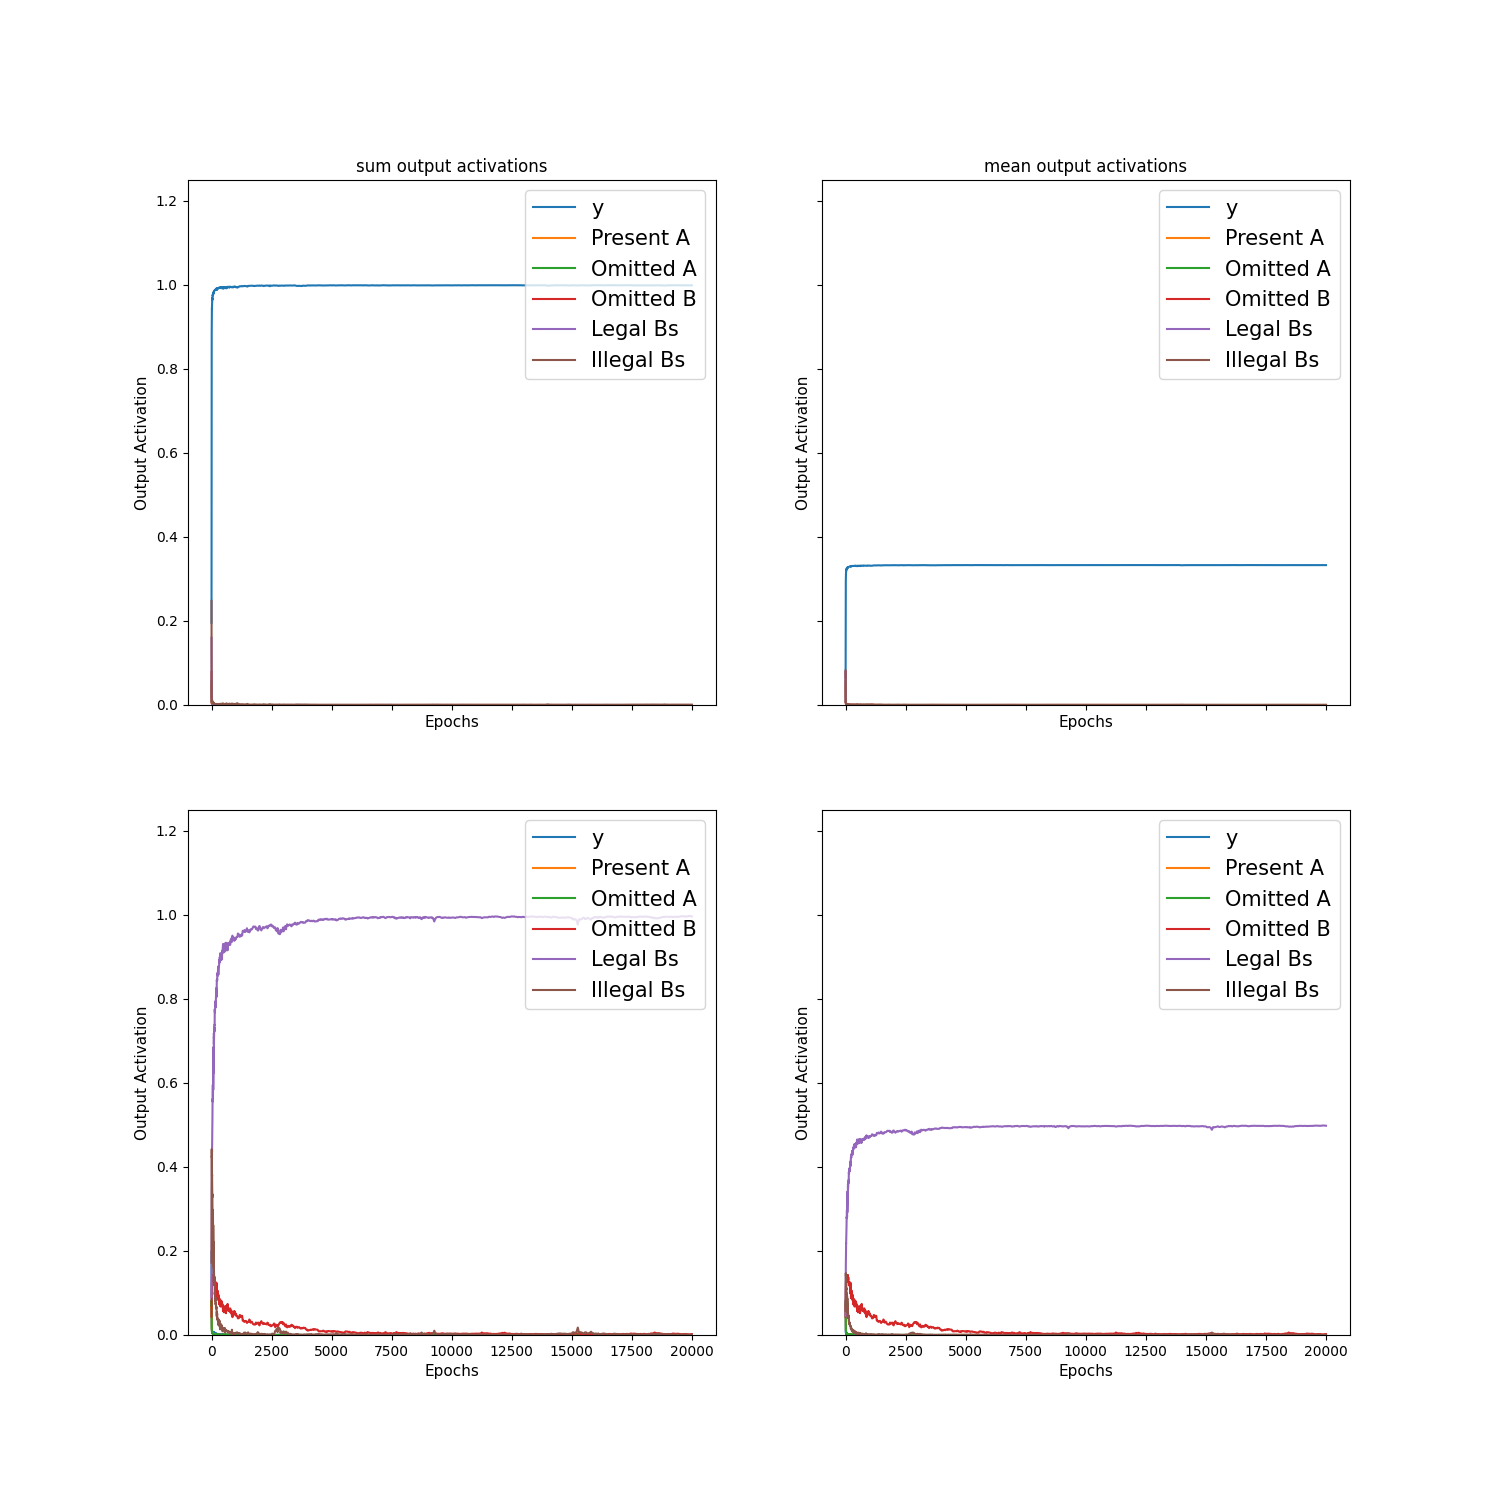 sum output activations
1.2
1.0
0.8
0.6
0.4
0.2
0.0
Output Activation
Epochs
y
Present A
Omitted A
Omitted B
Legal Bs
Illegal Bs
mean output activations
Output Activation
Epochs
y
Present A
Omitted A
Omitted B
Legal Bs
Illegal Bs
1.2
1.0
0.8
0.6
0.4
0.2
0.0
Output Activation
0 2500 5000 7500 10000 12500 15000 17500 20000
Epochs
y
Present A
Omitted A
Omitted B
Legal Bs
Illegal Bs
Output Activation
0 2500 5000 7500 10000 12500 15000 17500 20000
Epochs
y
Present A
Omitted A
Omitted B
Legal Bs
Illegal Bs